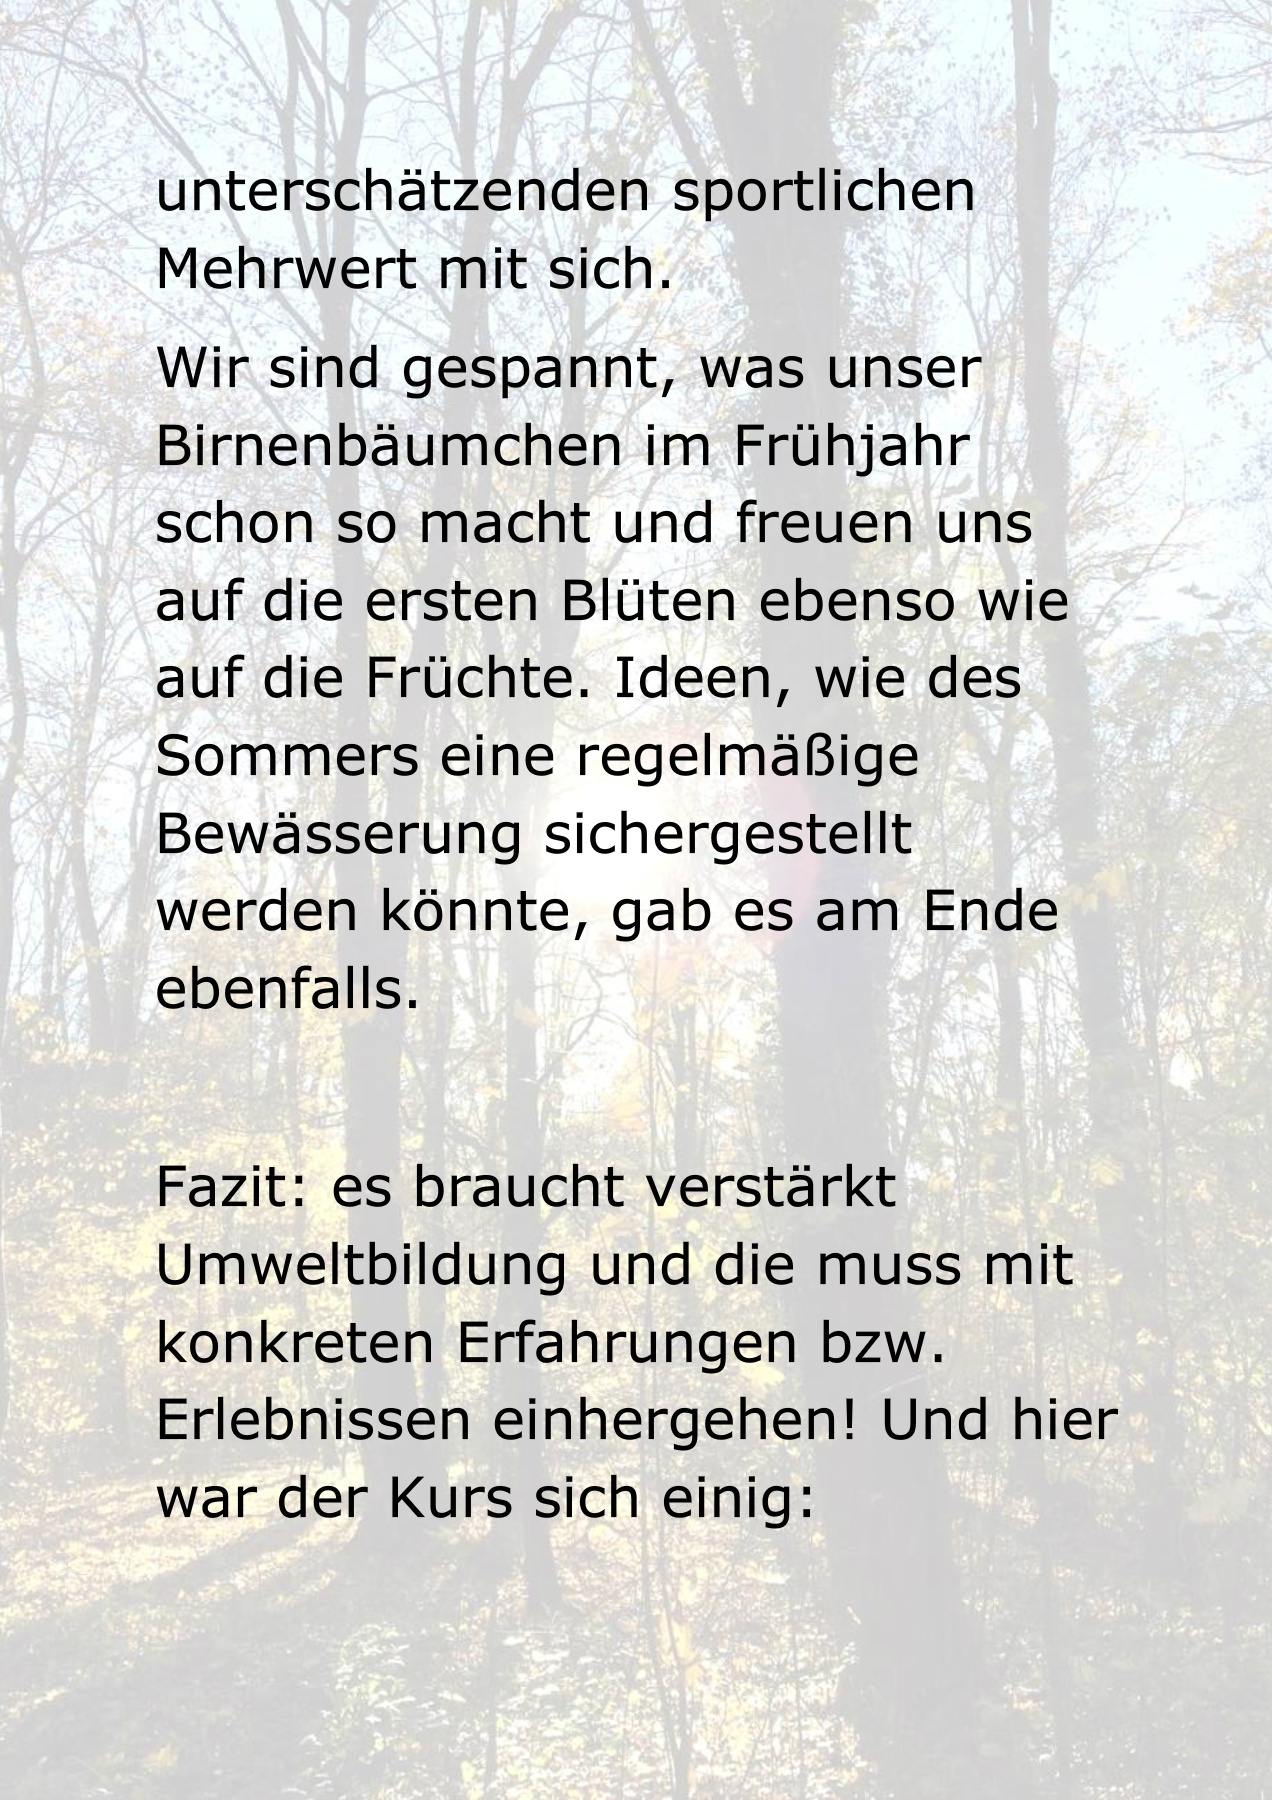 unterschätzenden sportlichen
Mehrwert mit sich.
Wir sind gespannt, was unser
Birnenbäumchen im Frühjahr
schon so macht und freuen uns
auf die ersten Blüten ebenso wie
auf die Früchte. Ideen, wie des
Sommers eine regelmäßige
Bewässerung sichergestellt
werden könnte, gab es am Ende
ebenfalls.
Fazit: es braucht verstärkt
Umweltbildung und die muss mit
konkreten Erfahrungen bzw.
Erlebnissen einhergehen! Und hier
war der Kurs sich einig: